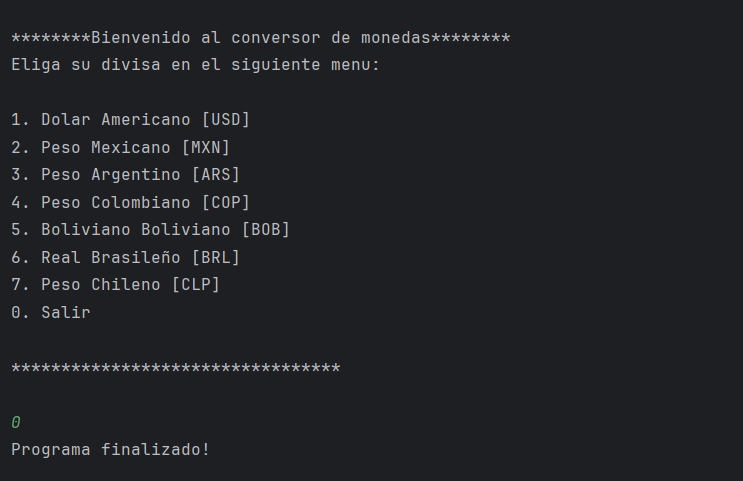 ********Bienvenido al conversor de monedas********
Eliga su divisa en el siguiente menu:
1. Dolar Americano [USD]
2. Peso Mexicano [MXN]
3. Peso Argentino [ARS]
4. Peso Colombiano [COP]
5. Boliviano Boliviano [BOB]
6. Real Brasileño [BRL]
7. Peso Chileno [CLP]
0. Salir
*********************************
0
Programa finalizado!